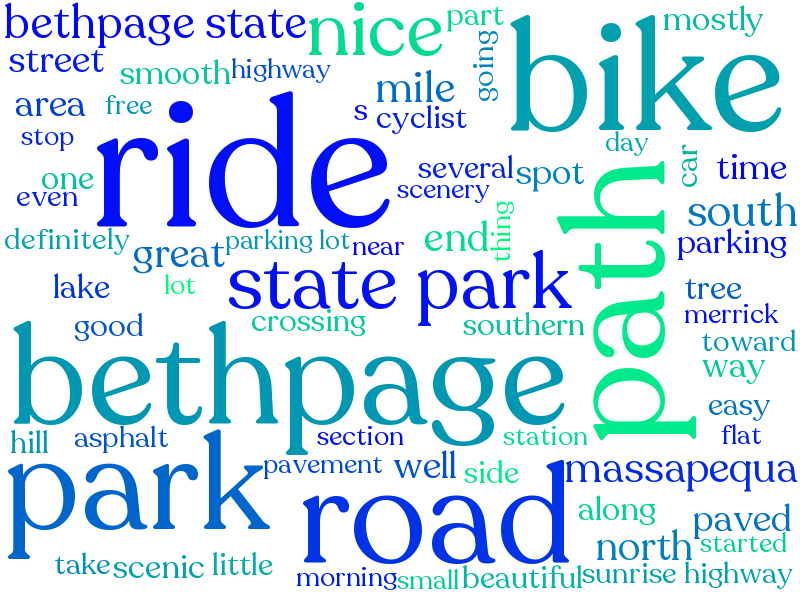 bethpage state
nice
part
mostly
street
smooth
highway
going
bike
area
free
mile
s
cyclist
stop
ride
day
one
several
spot
car
time
even
scenery
path
south
definitely
great
parking lot
near
end
thing
parking
lake
lot
state park
tree
merrick
good
crossing
southern
toward
way
bethpage
easy
hill
asphalt
section
station
flat
park
pavement
well
side
massapequa
road
along
paved
north
started
take
scenic
little
morning
small
beautiful
sunrise highway